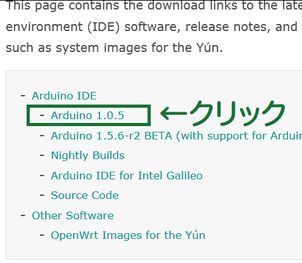 This page contains the download links to the late
environment (IDE) software, release notes, and
such as system images for the Yún.
- Arduino IDE
- Arduino 1.0.5
←クリック
- Arduino 1.5.6-r2 BETA (with support for Arduin
- Nightly Builds
- Arduino IDE for Intel Galileo
- Source Code
- Other Software
- OpenWrt Images for the Yún